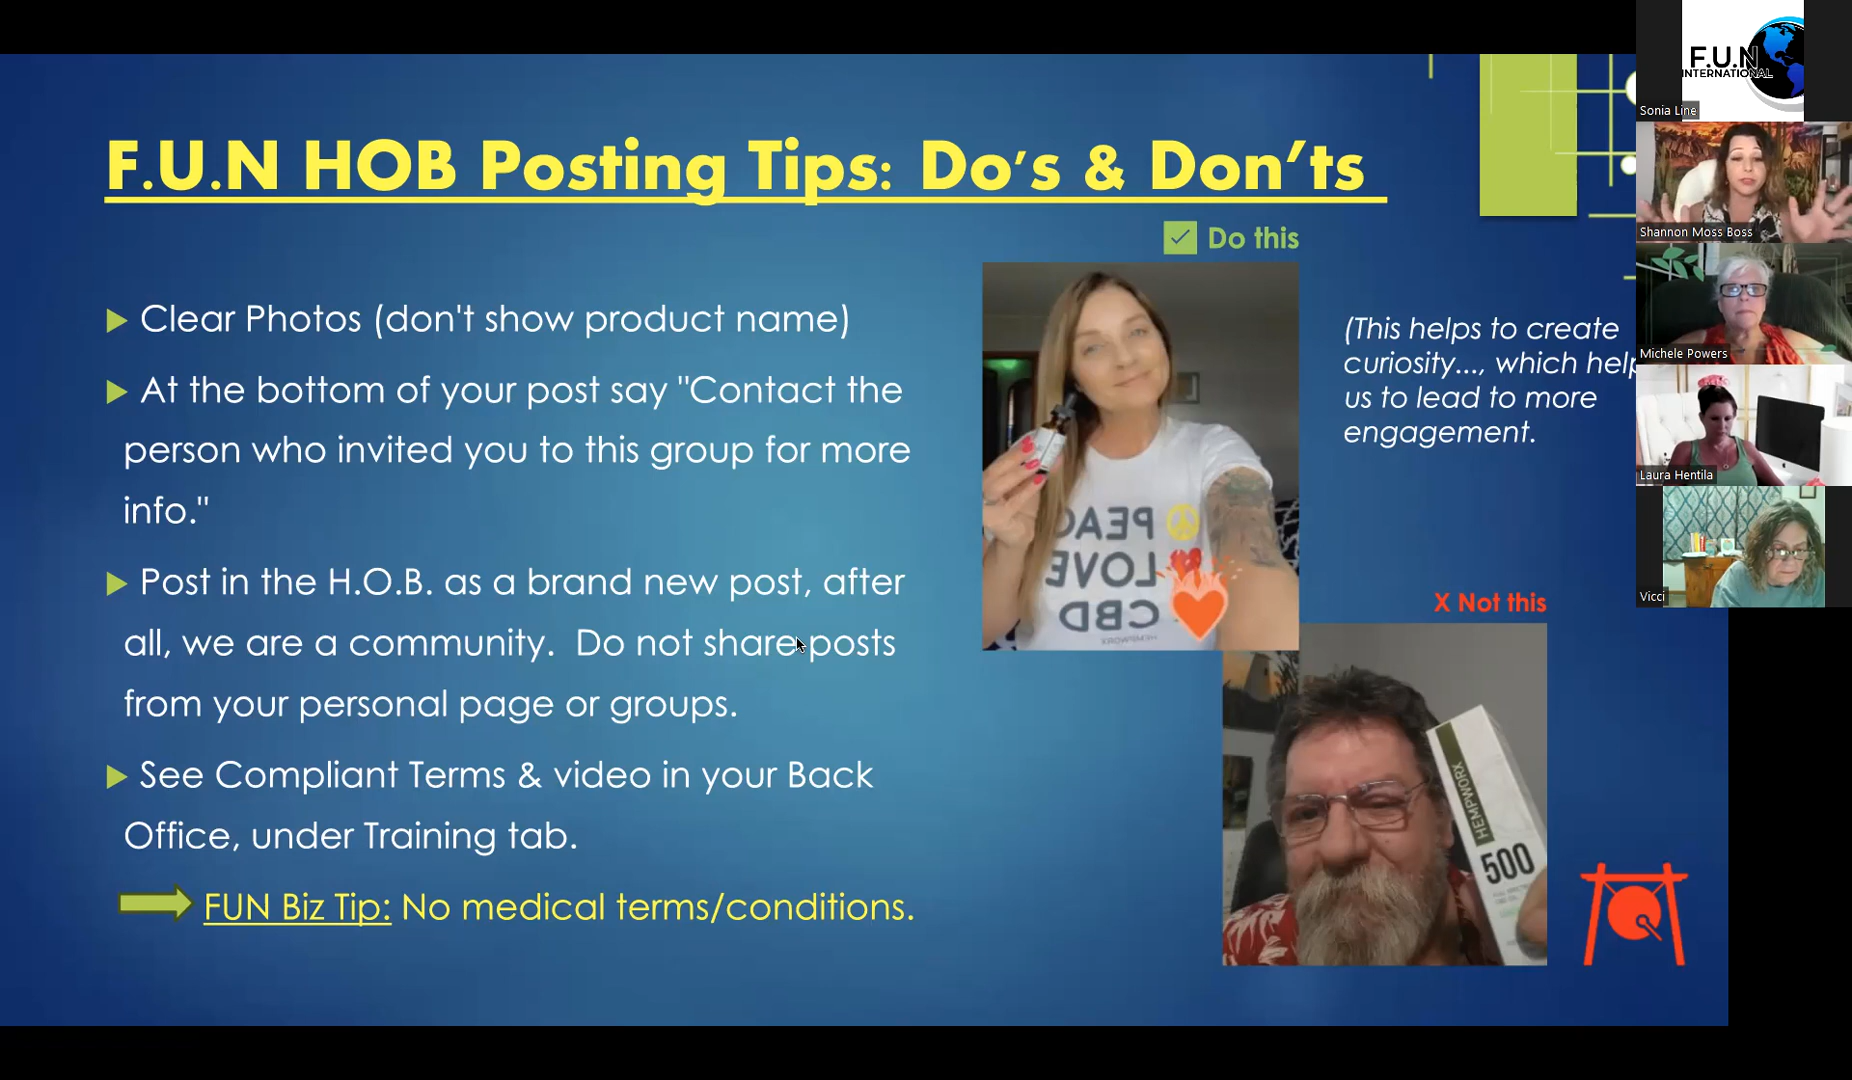 F.U.N HOB Posting Tips: Do's & Don'ts
Do this
Clear Photos (don't show product name)
At the bottom of your post say "Contact the
person who invited you to this group for more
info."
Post in the H.O.B. as a brand new post, after
all, we are a community. Do not share posts
from your personal page or groups.
See Compliant Terms & video in your Back
Office, under Training tab.
FUN Biz Tip: No medical terms/conditions.
(This helps to create
curiosity..., which help
us to lead to more
engagement.
PEAC
LOVE
CBD
HEMPWORX
X Not this
HEMPWORX
500
F.U.N
INTERNATIONAL
Sonia Line
Shannon Moss Boss
Michele Powers
Laura Hentila
Vicci